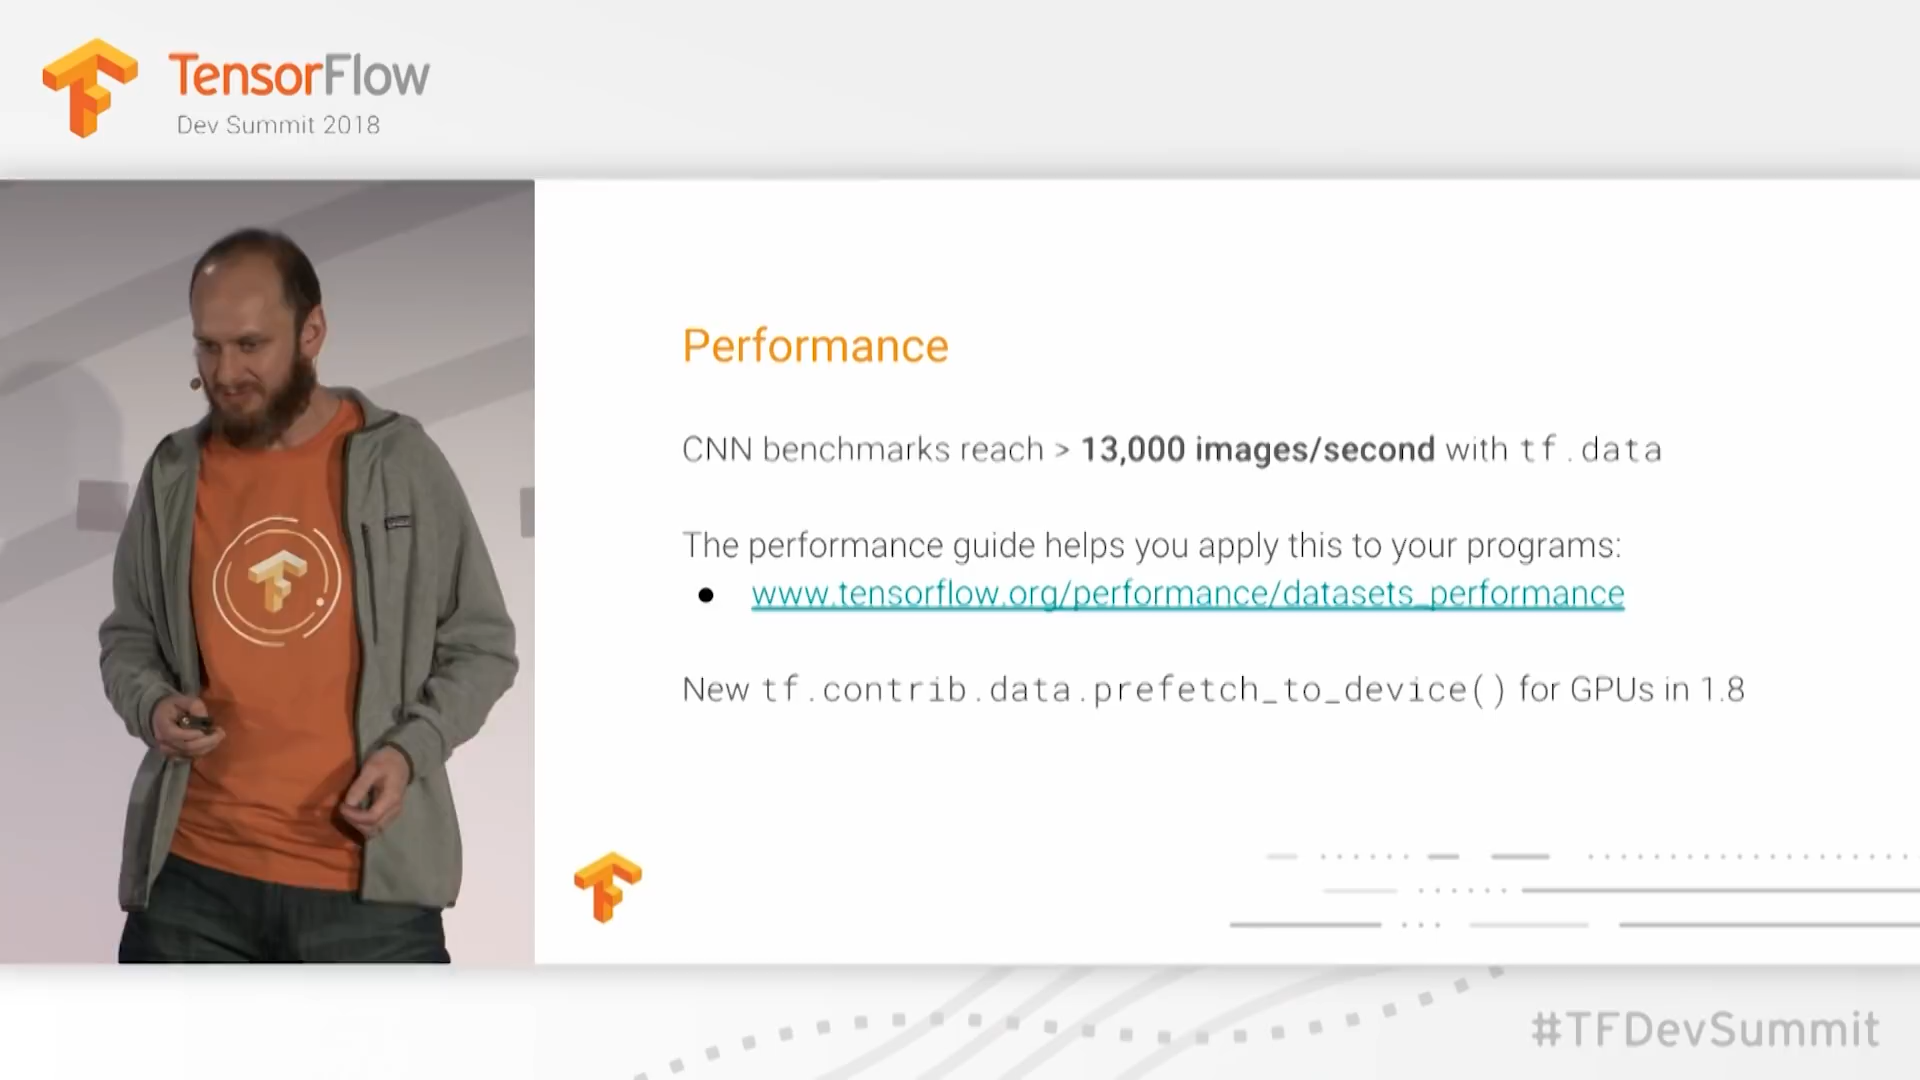 TensorFlow
Dev Summit 2018
Performance
CNN benchmarks reach > 13,000 images/second with tf.data
The performance guide helps you apply this to your programs:
● www.tensorflow.org/performance/datasets_performance
New tf.contrib.data.prefetch_to_device() for GPUs in 1.8
#TFDevSummit